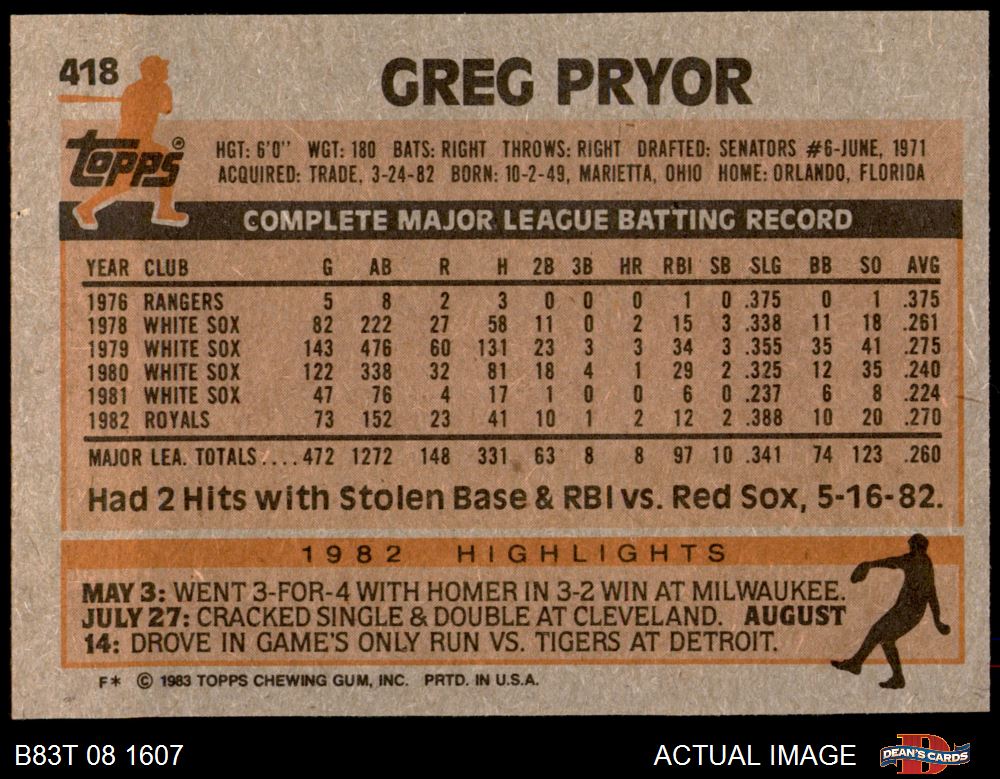 418
GREG PRYOR
Topps®
HGT: 6'0" WGT: 180 BATS: RIGHT THROWS: RIGHT DRAFTED: SENATORS #6-JUNE, 1971
ACQUIRED: TRADE, 3-24-82 BORN: 10-2-49, MARIETTA, OHIO HOME: ORLANDO, FLORIDA
COMPLETE MAJOR LEAGUE BATTING RECORD
YEAR CLUB G AB R H 2B 3B HR RBI SB SLG BB SO AVG
1976 RANGERS 5 8 2 3 0 0 0 1 0 .375 0 1 .375
1978 WHITE SOX 82 222 27 58 11 0 2 15 3 .338 11 18 .261
1979 WHITE SOX 143 476 60 131 23 3 3 34 3 .355 35 41 .275
1980 WHITE SOX 122 338 32 81 18 4 1 29 2 .325 12 35 .240
1981 WHITE SOX 47 76 4 17 1 0 0 6 0 .237 6 8 .224
1982 ROYALS 73 152 23 41 10 1 2 12 2 .388 10 20 .270
MAJOR LEA. TOTALS....472 1272 148 331 63 8 8 97 10 .341 74 123 .260
Had 2 Hits with Stolen Base & RBI vs. Red Sox, 5-16-82.
1982 HIGHLIGHTS
MAY 3: WENT 3-FOR-4 WITH HOMER IN 3-2 WIN AT MILWAUKEE.
JULY 27: CRACKED SINGLE & DOUBLE AT CLEVELAND. AUGUST
14: DROVE IN GAME'S ONLY RUN VS. TIGERS AT DETROIT.
F* © 1983 TOPPS CHEWING GUM, INC. PRTD. IN U.S.A.
B83T 08 1607
ACTUAL IMAGE
D
DEAN'S CARDS